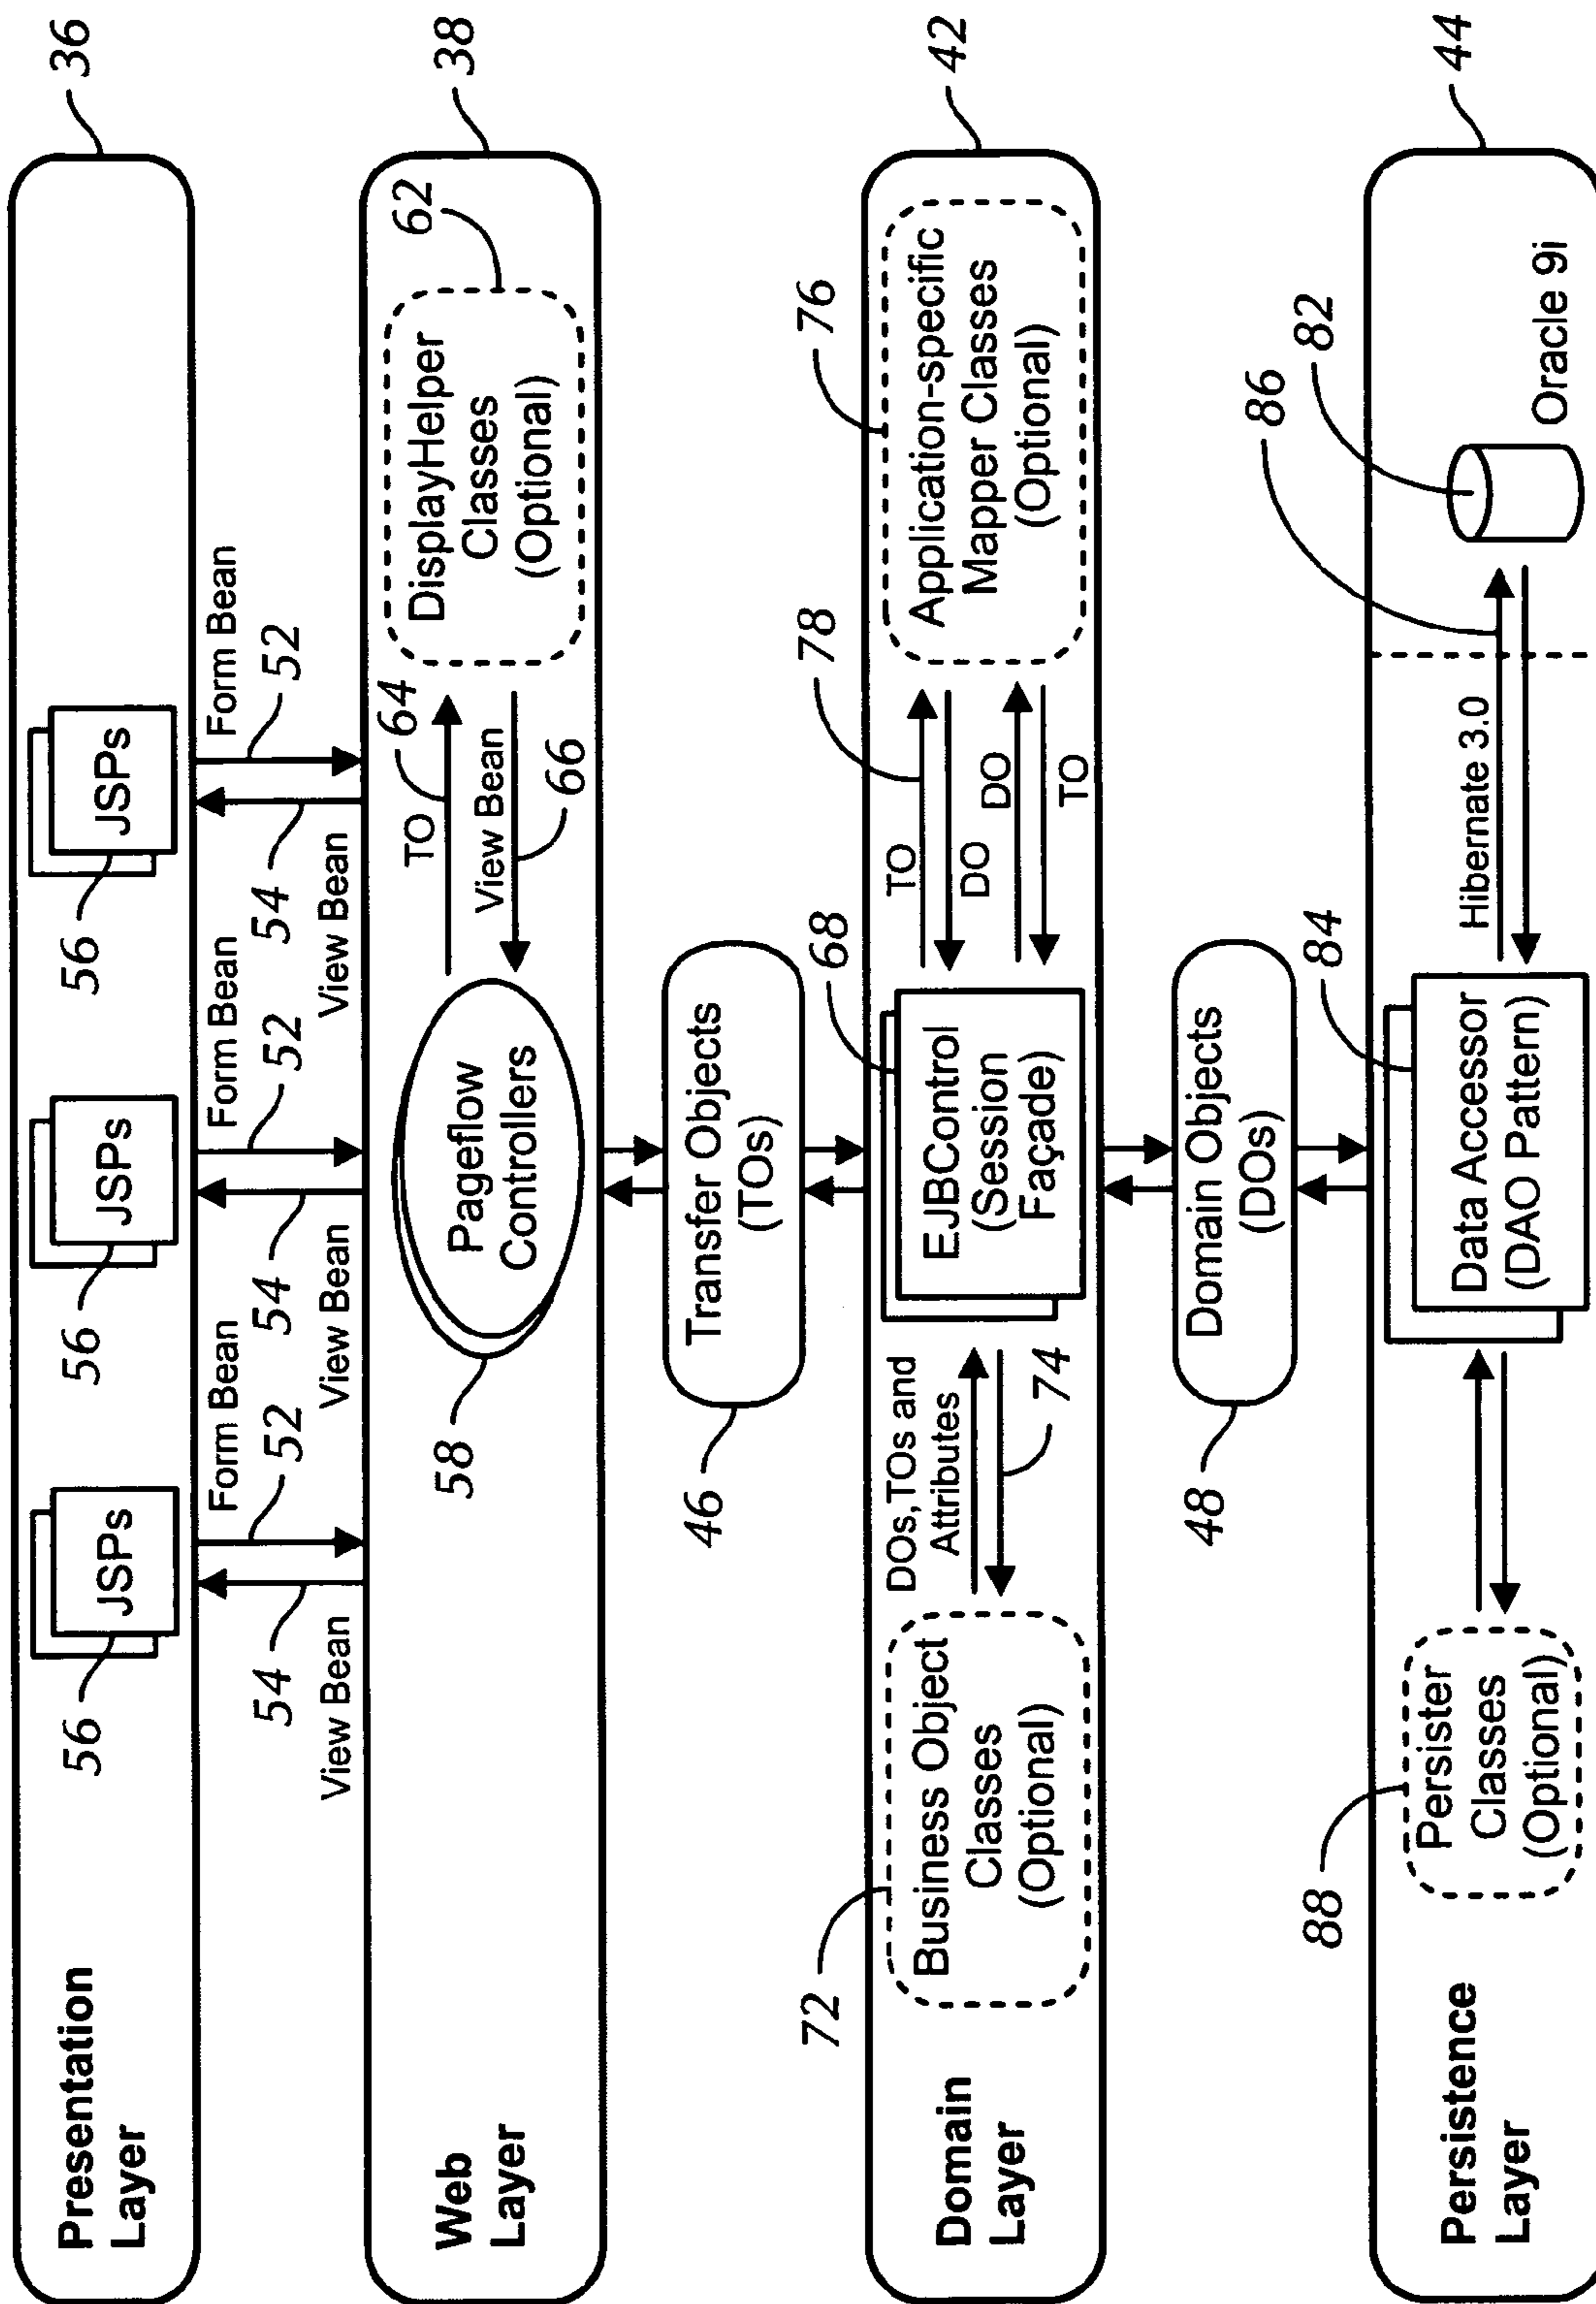 Presentation
Layer
36
JSPs
JSPs
JSPs
56
56
56
Form Bean
52
54
View Bean
Form Bean
52
54
View Bean
Form Bean
52
54
View Bean
Web
Layer
38
Pageflow
Controllers
58
TO
64
View Bean
66
DisplayHelper
Classes
(Optional)
62
Transfer Objects
(TOs)
46
Domain
Layer
42
72
Business Object
Classes
(Optional)
DOs,TOs and
Attributes
74
EJBControl
(Session
Façade)
68
TO
DO
DO
TO
78
Application-specific
Mapper Classes
(Optional)
76
Domain Objects
(DOs)
48
Persistence
Layer
44
88
Persister
Classes
(Optional)
Data Accessor
(DAO Pattern)
84
Hibernate 3.0
86
82
Oracle 9i